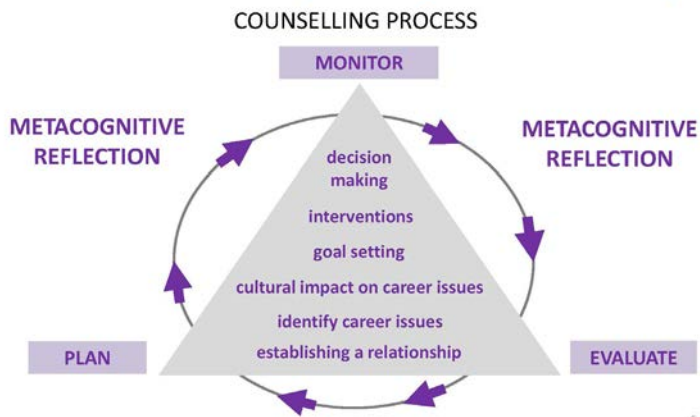 COUNSELLING PROCESS
MONITOR
METACOGNITIVE
REFLECTION
METACOGNITIVE
REFLECTION
decision
making
interventions
goal setting
cultural impact on career issues
identify career issues
establishing a relationship
PLAN
EVALUATE